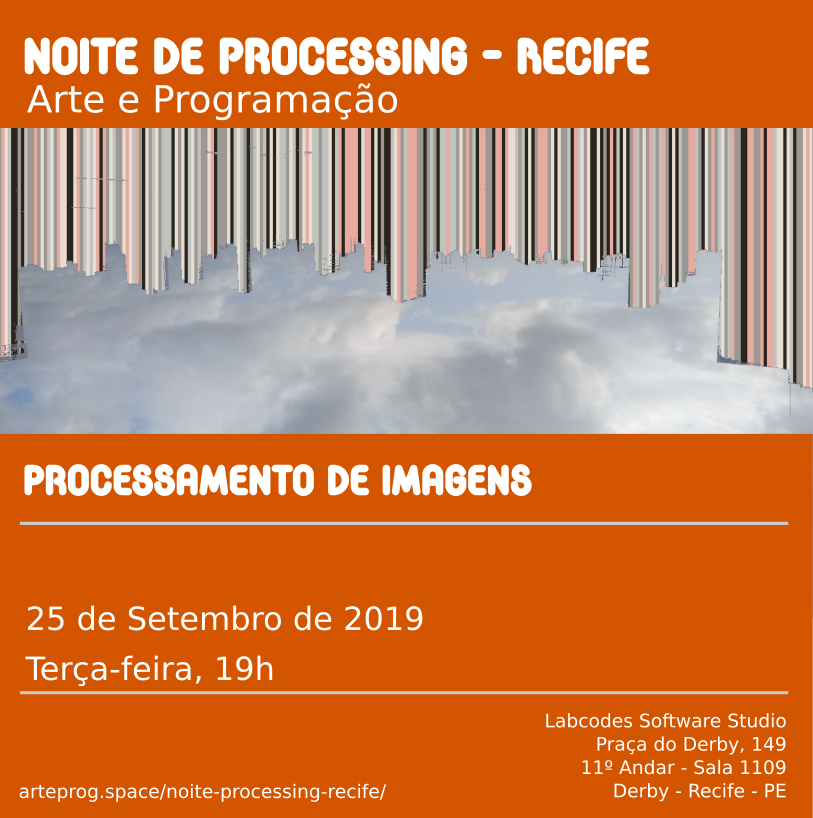 NOITE DE PROCESSING - RECIFE
Arte e Programação
PROCESSAMENTO DE IMAGENS
25 de Setembro de 2019
Terça-feira, 19h
Labcodes Software Studio
Praça do Derby, 149
11º Andar - Sala 1109
Derby - Recife - PE
arteprog.space/noite-processing-recife/